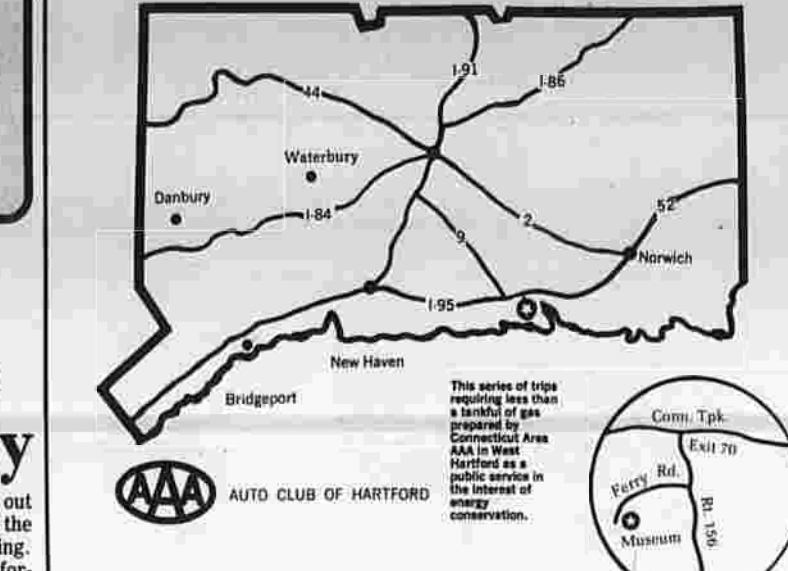 I-91
I-86
44
Waterbury
Danbury
I-84
2
52
9
Norwich
I-95
New Haven
Bridgeport
This series of trips
requiring less than
a tankful of gas
prepared by
Connecticut Area
AAA in West
Hartford as a
public service in
the interest of
energy
conservation.
AAA
AUTO CLUB OF HARTFORD
Conn. Tpk.
Exit 70
Ferry Rd.
Rt. 156
Museum
y
out
the
ing.
for-